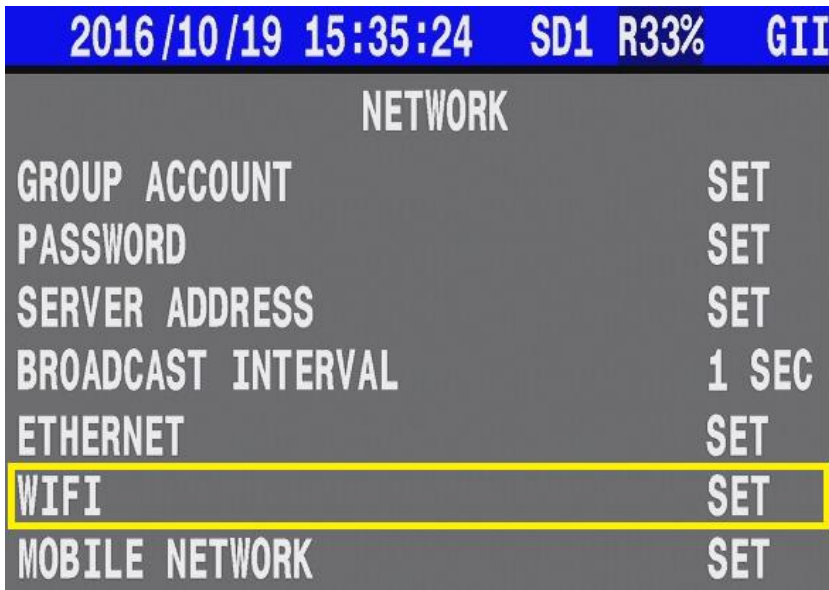 2016/10/19 15:35:24 SD1 R33% GII
NETWORK
GROUP ACCOUNT SET
PASSWORD SET
SERVER ADDRESS SET
BROADCAST INTERVAL 1 SEC
ETHERNET SET
WIFI SET
MOBILE NETWORK SET